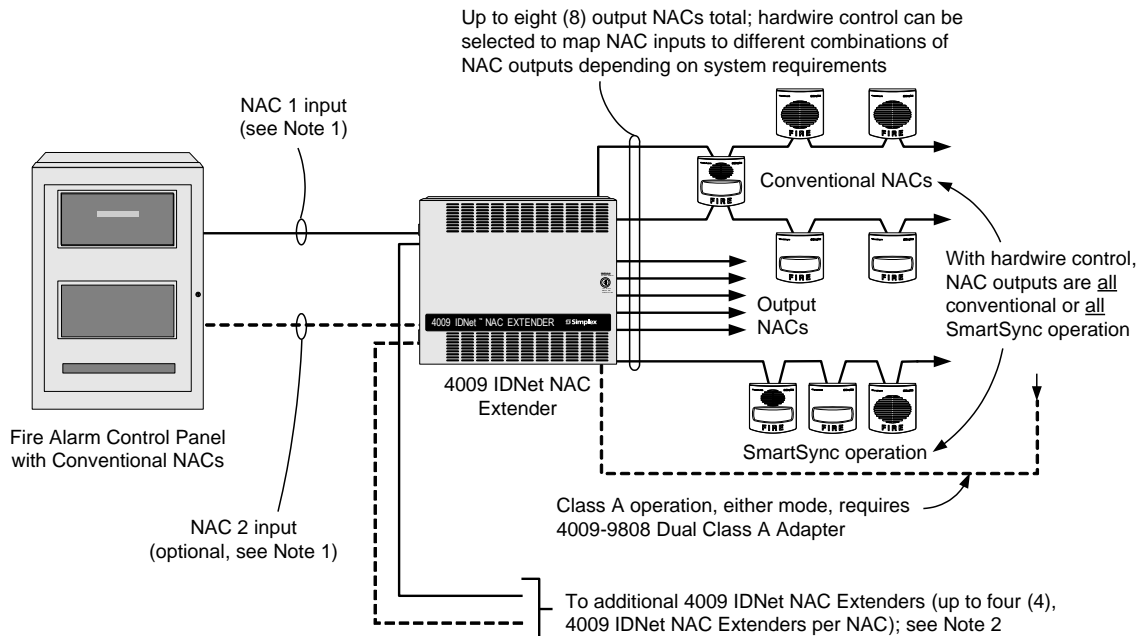 Up to eight (8) output NACs total; hardwire control can be
selected to map NAC inputs to different combinations of
NAC outputs depending on system requirements
NAC 1 input
(see Note 1)
FIRE
FIRE
FIRE
Conventional NACs
FIRE
FIRE
With hardwire control,
NAC outputs are all
conventional or all
SmartSync operation
Output
NACs
4009 IDNet™ NAC EXTENDER
Simplex
4009 IDNet NAC
Extender
FIRE
FIRE
FIRE
SmartSync operation
Fire Alarm Control Panel
with Conventional NACs
Class A operation, either mode, requires
4009-9808 Dual Class A Adapter
NAC 2 input
(optional, see Note 1)
To additional 4009 IDNet NAC Extenders (up to four (4),
4009 IDNet NAC Extenders per NAC); see Note 2